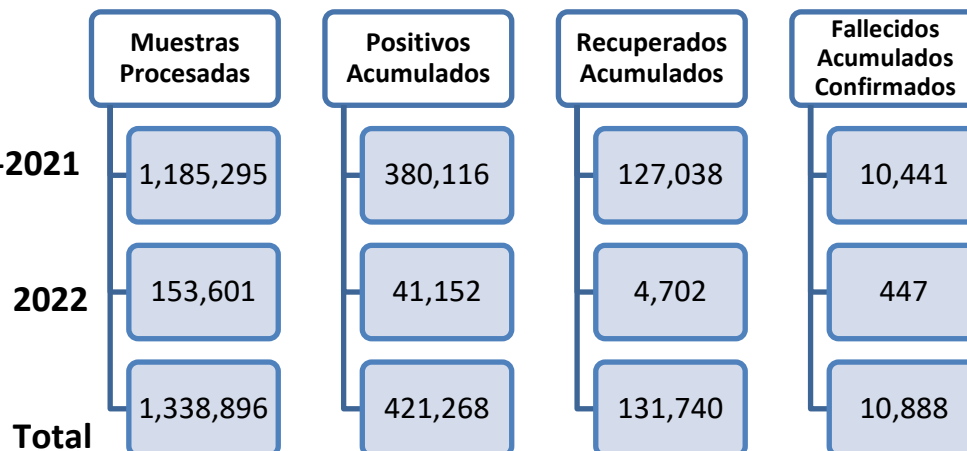 Muestras
Procesadas
Positivos
Acumulados
Recuperados
Acumulados
Fallecidos
Acumulados
Confirmados
-2021 1,185,295 380,116 127,038 10,441
2022 153,601 41,152 4,702 447
Total 1,338,896 421,268 131,740 10,888